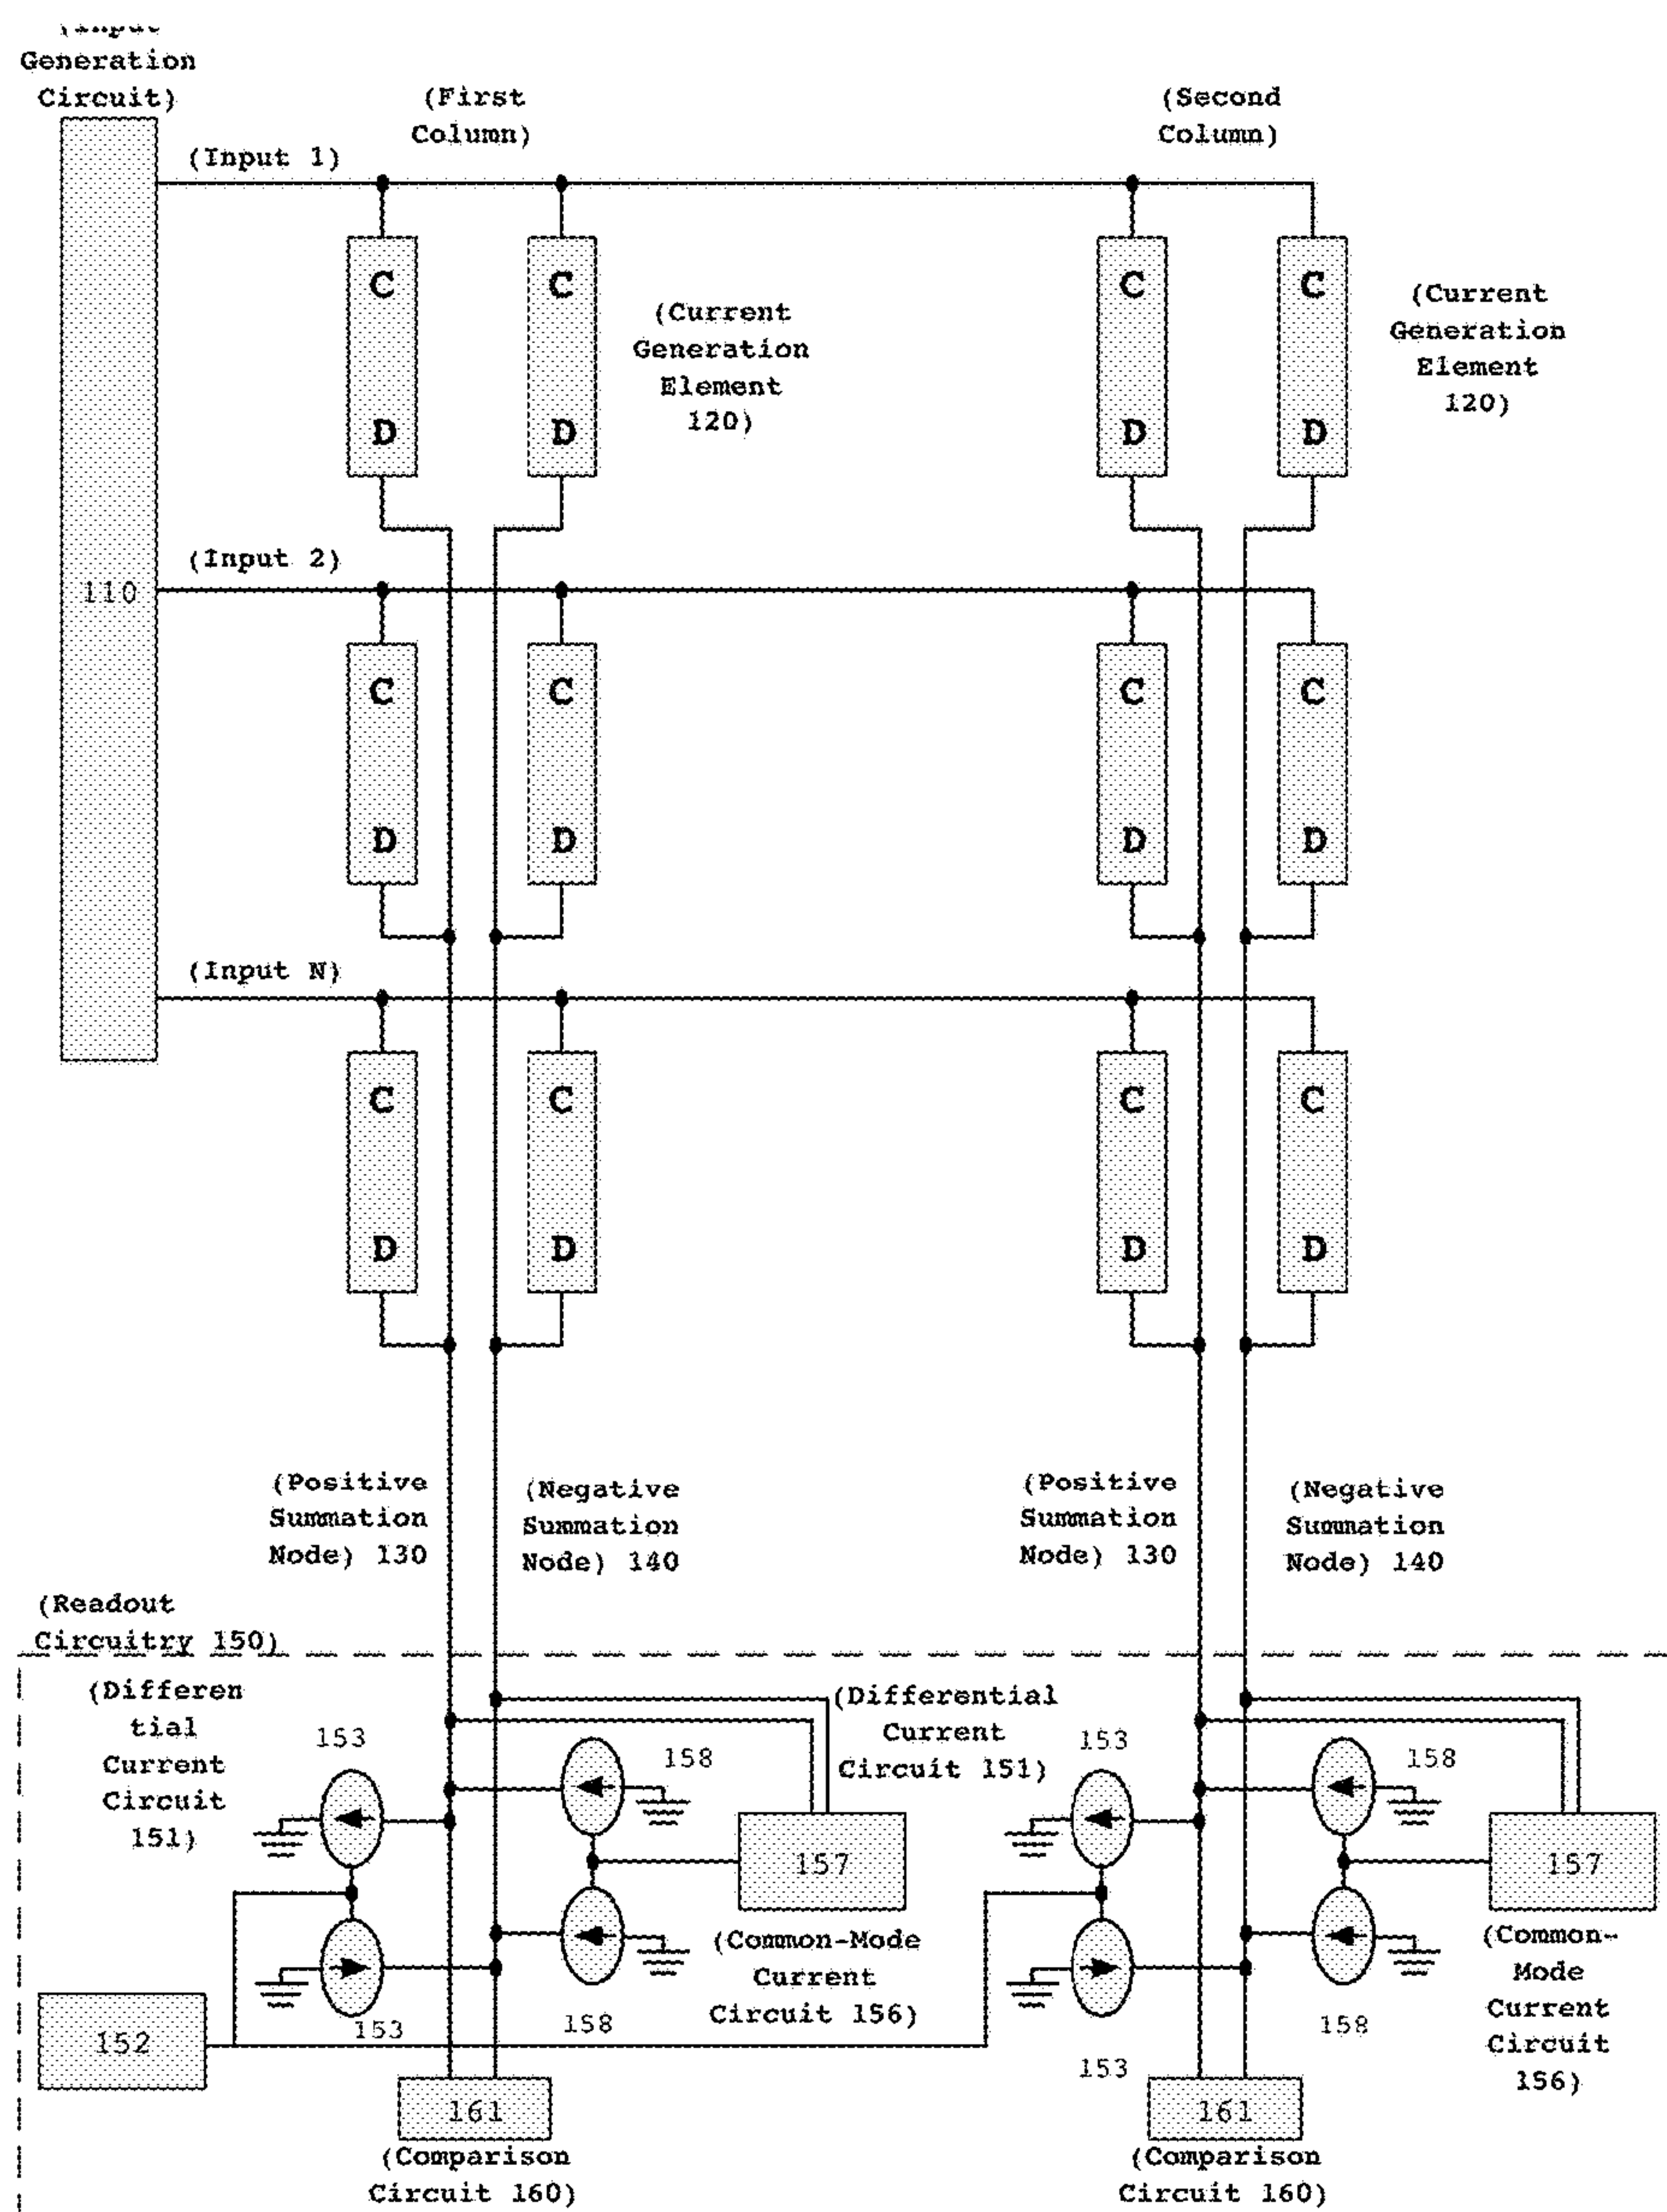 Generation
Circuit)
(First
Column)
(Second
Column)
(Input 1)
C
C
C
C
(Current
Generation
Element
120)
(Current
Generation
Element
120)
D
D
D
D
(Input 2)
110
C
C
C
C
D
D
D
D
(Input N)
C
C
C
C
D
D
D
D
(Positive
Summation
Node) 130
(Negative
Summation
Node) 140
(Positive
Summation
Node) 130
(Negative
Summation
Node) 140
(Readout
Circuitry 150)
(Differen
tial
Current
Circuit
151)
153
158
(Differential
Current
Circuit 151)
153
158
157
157
(Common-Mode
Current
Circuit 156)
(Common-
Mode
Current
Circuit
156)
152
153
158
153
158
161
161
(Comparison
Circuit 160)
(Comparison
Circuit 160)